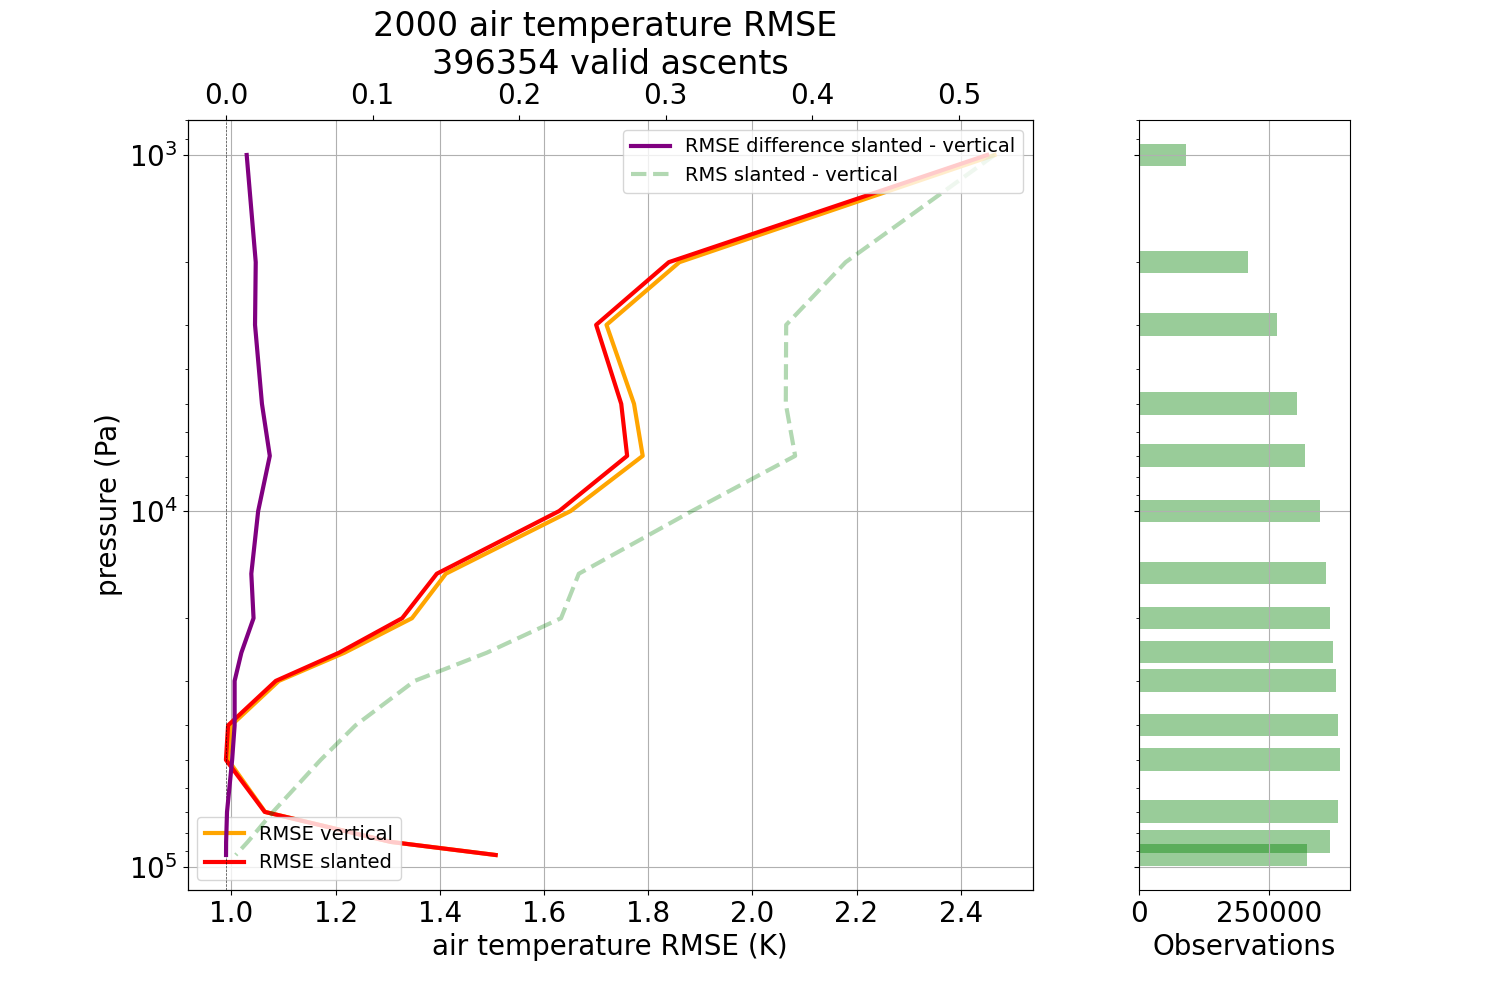 2000 air temperature RMSE
396354 valid ascents
0.0 0.1 0.2 0.3 0.4 0.5
RMSE difference slanted - vertical
RMS slanted - vertical
10³
10⁴
10⁵
pressure (Pa)
RMSE vertical
RMSE slanted
1.0 1.2 1.4 1.6 1.8 2.0 2.2 2.4
air temperature RMSE (K)
0 250000
Observations